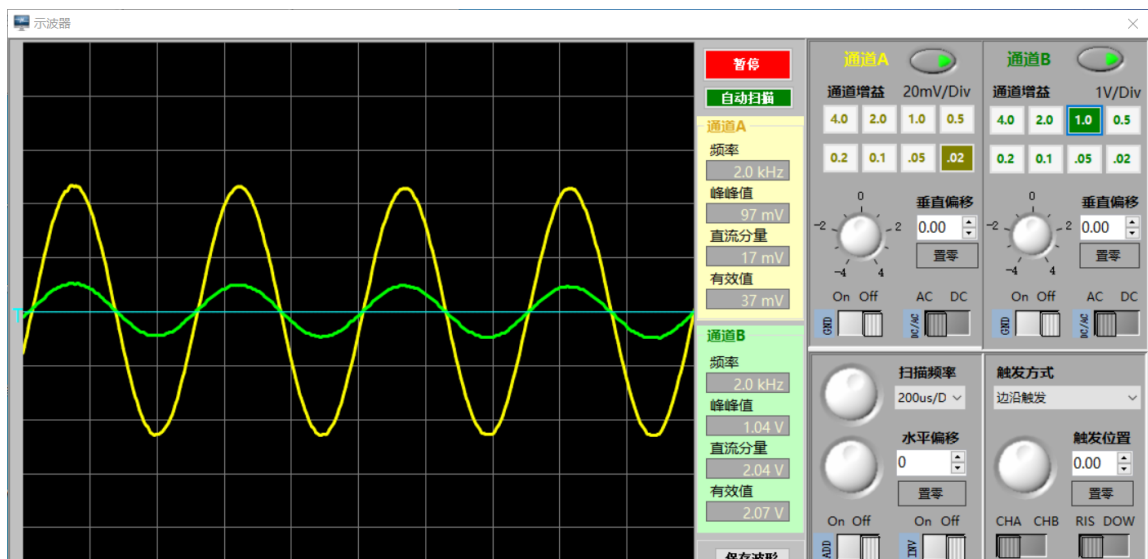 示波器
暂停
自动扫描
通道A
频率
2.0 kHz
峰峰值
97 mV
直流分量
17 mV
有效值
37 mV
通道B
频率
2.0 kHz
峰峰值
1.04 V
直流分量
2.04 V
有效值
2.07 V
保存波形
通道A
通道增益 20mV/Div
4.0 2.0 1.0 0.5
0.2 0.1 .05 .02
0
-2 2
-4 4
垂直偏移
0.00
置零
On Off AC DC
GND DC/AC
通道B
通道增益 1V/Div
4.0 2.0 1.0 0.5
0.2 0.1 .05 .02
0
-2 2
-4 4
垂直偏移
0.00
置零
On Off AC DC
GND DC/AC
扫描频率
200us/D
水平偏移
0
置零
On Off On Off
ADD INV
触发方式
边沿触发
触发位置
0.00
置零
CHA CHB RIS DOW